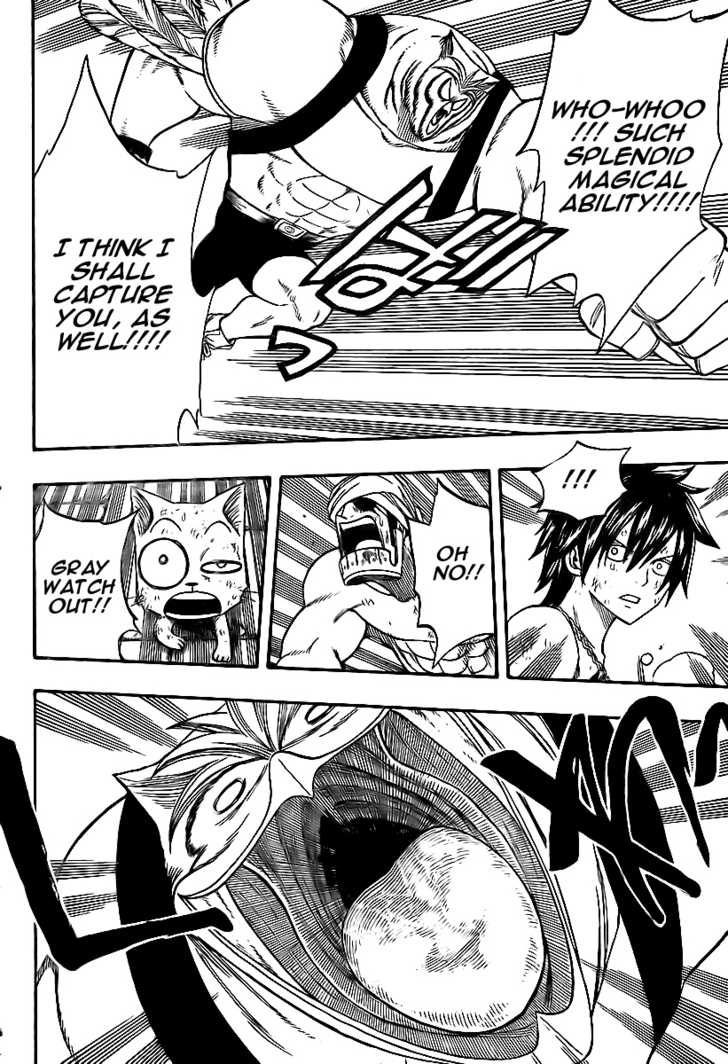 WHO-WHOO
!!! SUCH
SPLENDID
MAGICAL
ABILITY!!!!
I THINK I
SHALL
CAPTURE
YOU, AS
WELL!!!!
!!!
OH
NO!!
GRAY
WATCH
OUT!!